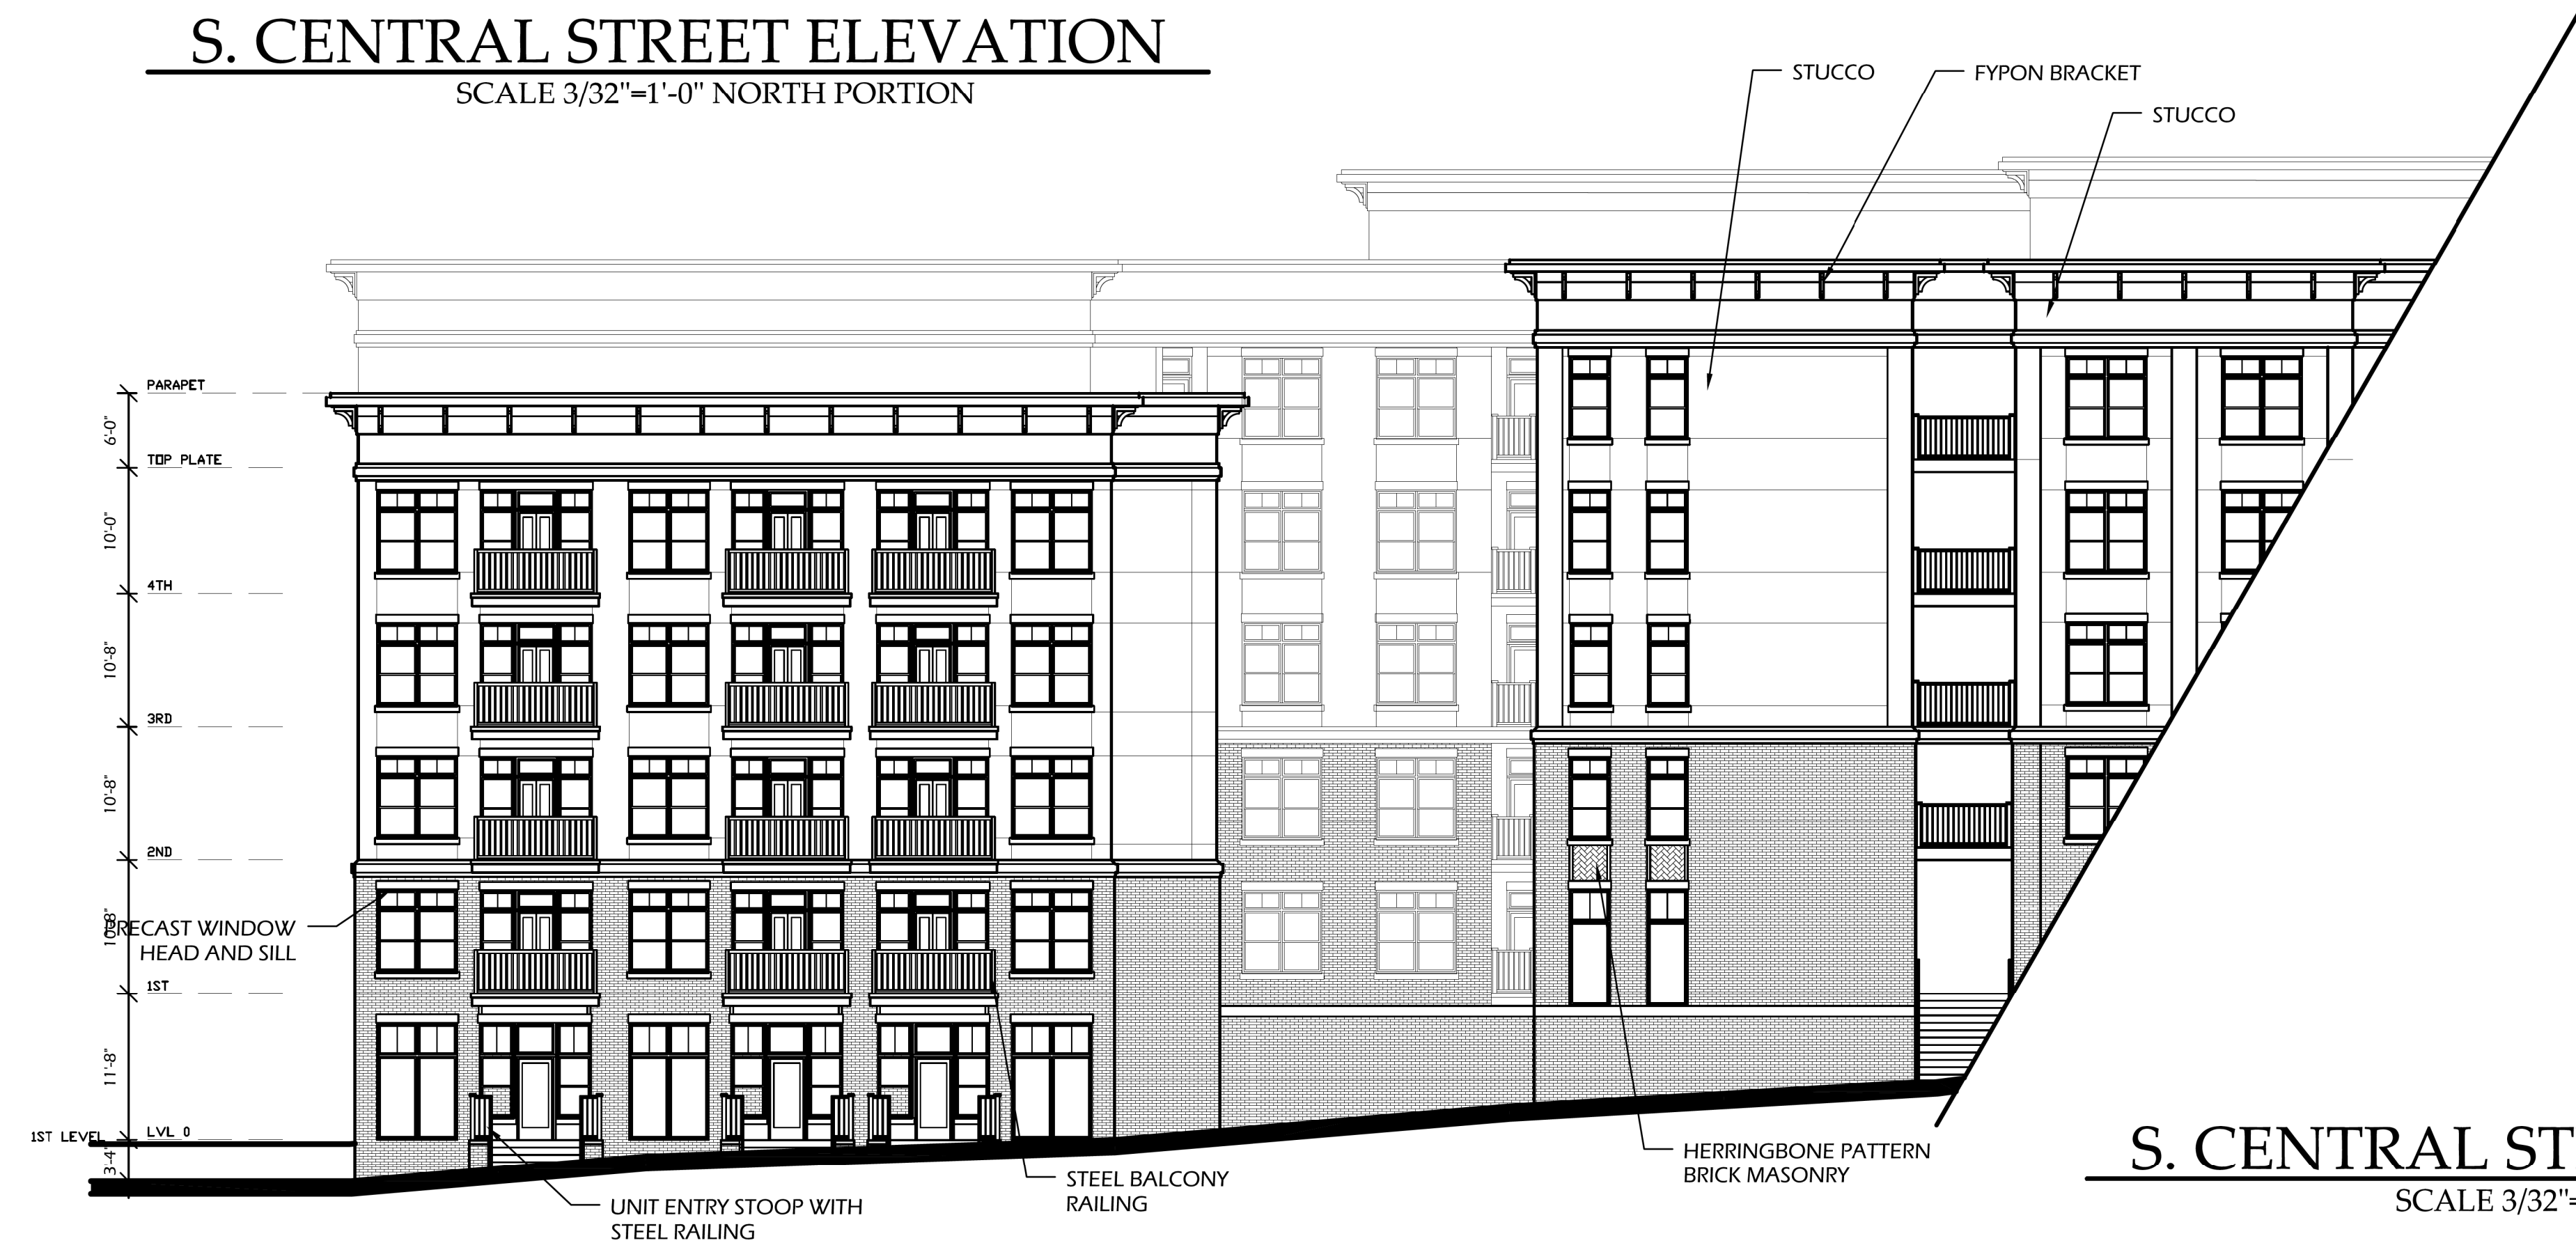 S. CENTRAL STREET ELEVATION
SCALE 3/32"=1'-0" NORTH PORTION
STUCCO
FYPON BRACKET
STUCCO
PARAPET
6'-0"
TOP PLATE
10'-0"
4TH
10'-8"
3RD
10'-8"
2ND
10'-8"
PRECAST WINDOW
HEAD AND SILL
1ST
11'-8"
1ST LEVEL
LVL 0
3'-4"
HERRINGBONE PATTERN
BRICK MASONRY
STEEL BALCONY
RAILING
UNIT ENTRY STOOP WITH
STEEL RAILING
S. CENTRAL ST
SCALE 3/32"=